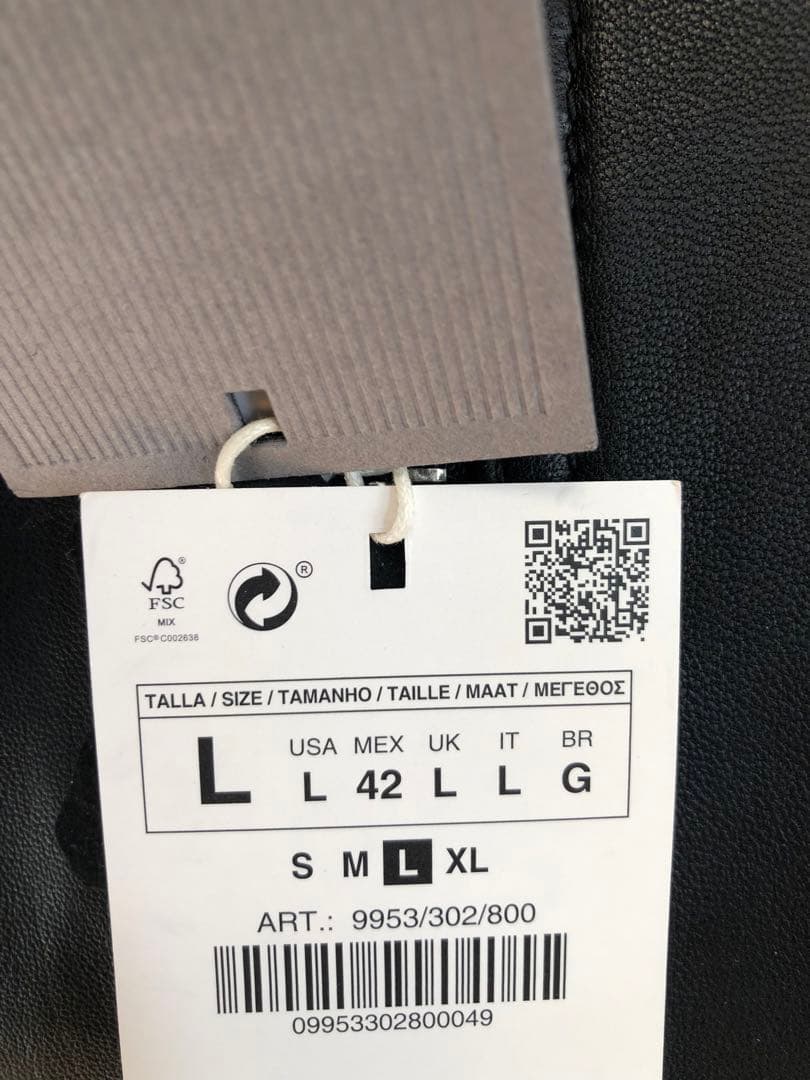 FSC®
MIX
FSC® C002638
®
TALLA / SIZE / TAMANHO / TAILLE / MAAT / ΜΕΓΕΘΟΣ
L
USA MEX UK IT BR
L 42 L L G
S M L XL
ART.: 9953/302/800
09953302800049